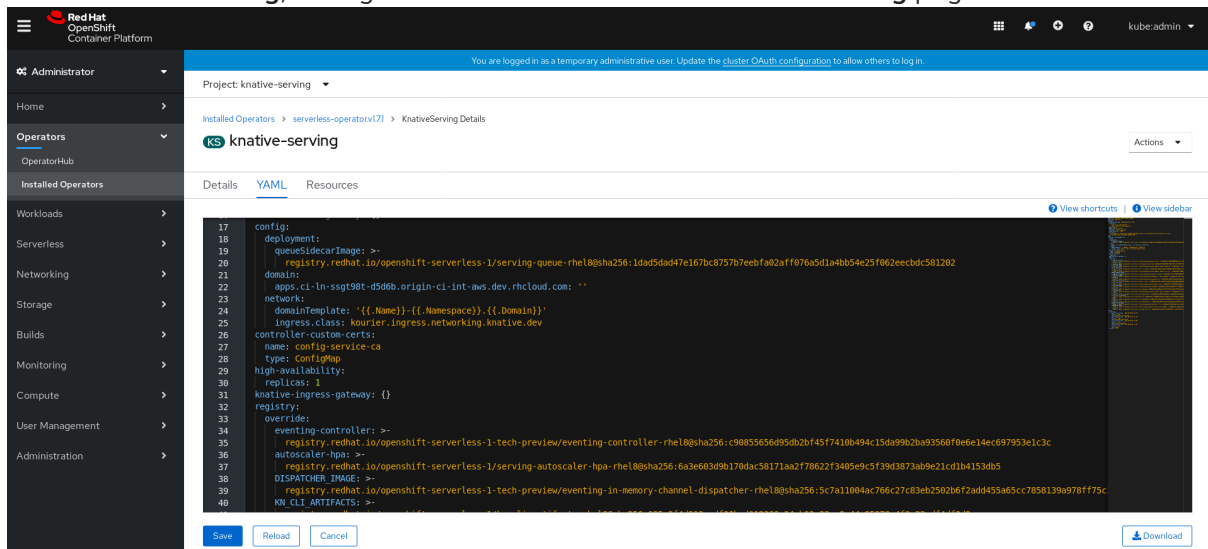 Red Hat
OpenShift
Container Platform
kube:admin
Administrator
You are logged in as a temporary administrative user. Update the cluster OAuth configuration to allow others to log in.
Project: knative-serving
Home
Installed Operators > serverless-operator.v1.7.1 > KnativeServing Details
Operators
KS knative-serving
Actions
OperatorHub
Installed Operators
Details YAML Resources
Workloads
View shortcuts | View sidebar
Serverless
Networking
Storage
Builds
Monitoring
Compute
User Management
Administration
17 config:
18 deployment:
19 queueSidecarImage: >-
20 registry.redhat.io/openshift-serverless-1/serving-queue-rhel8@sha256:1dad5dad47e167bc8757b7eebfa02aff076a5d1a4bb54e25f062eecbdc581202
21 domain:
22 apps.ci-ln-ssgt98t-d5d6b.origin-ci-int-aws.dev.rhcloud.com: ''
23 network:
24 domainTemplate: '{{.Name}}-{{.Namespace}}.{{.Domain}}'
25 ingress.class: kourier.ingress.networking.knative.dev
26 controller-custom-certs:
27 name: config-service-ca
28 type: ConfigMap
29 high-availability:
30 replicas: 1
31 knative-ingress-gateway: {}
32 registry:
33 override:
34 eventing-controller: >-
35 registry.redhat.io/openshift-serverless-1-tech-preview/eventing-controller-rhel8@sha256:c90855656d95db2bf45f7410b494c15da99b2ba93560f0e6e14ec697953e1c3c
36 autoscaler-hpa: >-
37 registry.redhat.io/openshift-serverless-1/serving-autoscaler-hpa-rhel8@sha256:6a3e603d9b170dac58171aa2f78622f3405e9c5f39d3873ab9e21cd1b4153db5
38 DISPATCHER_IMAGE: >-
39 registry.redhat.io/openshift-serverless-1-tech-preview/eventing-in-memory-channel-dispatcher-rhel8@sha256:5c7a11004ac766c27c83eb2502b6f2add455a65cc7858139a978ff75c
40 KN_CLI_ARTIFACTS: >-
Save Reload Cancel
Download